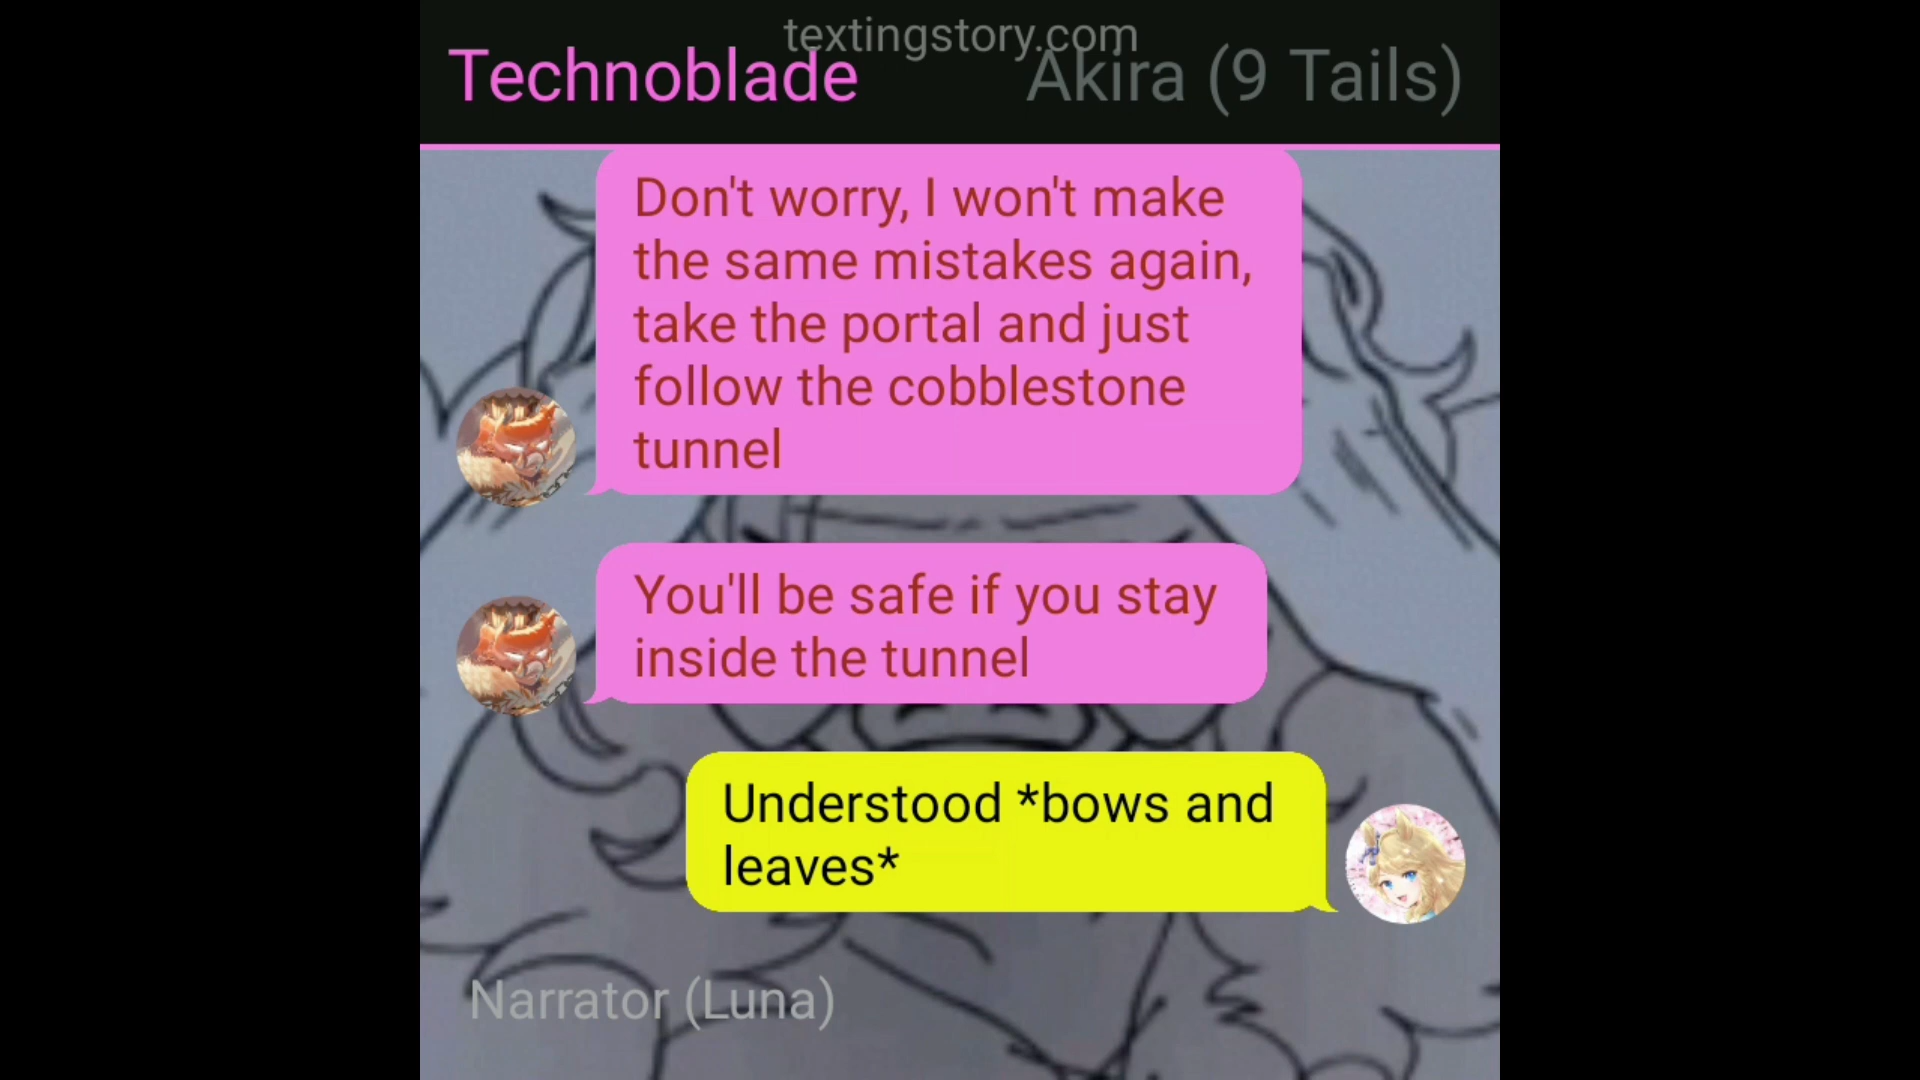 textingstory.com
Technoblade
Akira (9 Tails)
Don't worry, I won't make
the same mistakes again,
take the portal and just
follow the cobblestone
tunnel
You'll be safe if you stay
inside the tunnel
Understood *bows and
leaves*
Narrator (Luna)